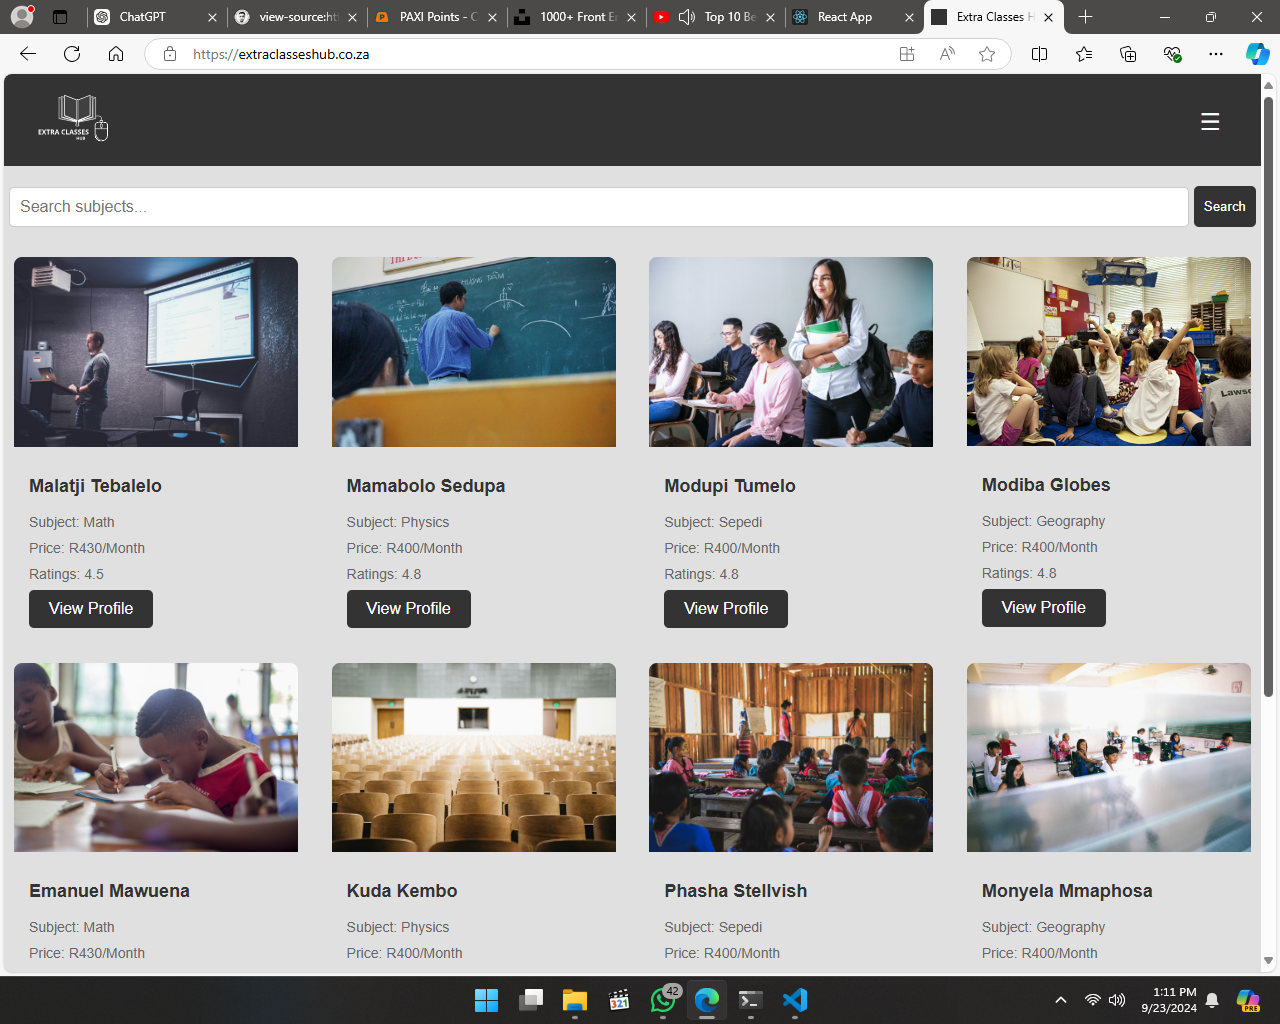 ChatGPT
view-source:ht
PAXI Points - C
1000+ Front E
Top 10 Be
React App
Extra Classes H
https://extraclasseshub.co.za
EXTRA CLASSES
HUB
☰
Search subjects...
Search
Malatji Tebalelo
Subject: Math
Price: R430/Month
Ratings: 4.5
View Profile
Mamabolo Sedupa
Subject: Physics
Price: R400/Month
Ratings: 4.8
View Profile
Modupi Tumelo
Subject: Sepedi
Price: R400/Month
Ratings: 4.8
View Profile
Modiba Globes
Subject: Geography
Price: R400/Month
Ratings: 4.8
View Profile
Emanuel Mawuena
Subject: Math
Price: R430/Month
Kuda Kembo
Subject: Physics
Price: R400/Month
Phasha Stellvish
Subject: Sepedi
Price: R400/Month
Monyela Mmaphosa
Subject: Geography
Price: R400/Month
321
42
1:11 PM
9/23/2024
PRE